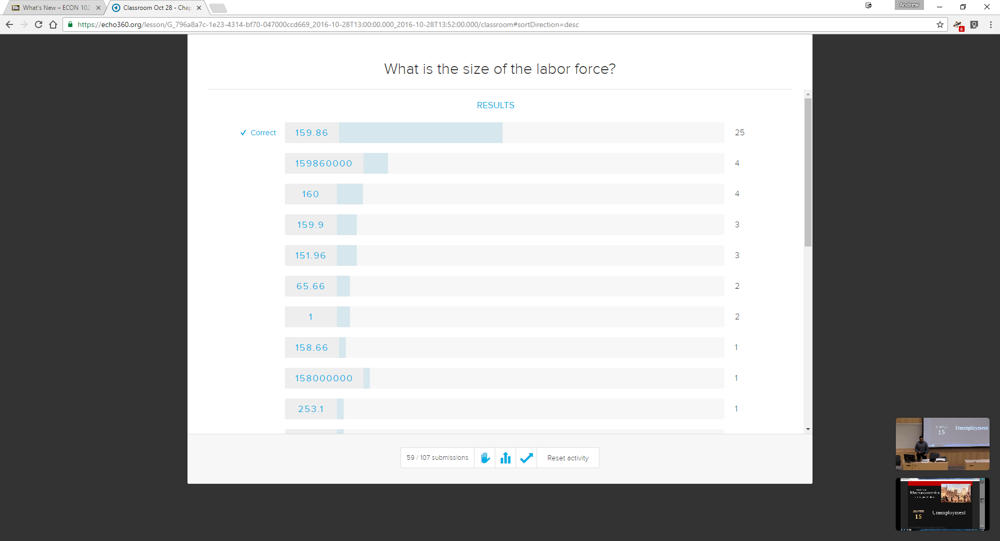 Bb What's New – ECON 102
Classroom Oct 28 - Chap
Andrew
https://echo360.org/lesson/G_796a8a7c-1e23-4314-bf70-047000ccd669_2016-10-28T13:00:00.000_2016-10-28T13:52:00.000/classroom#sortDirection=desc
8
What is the size of the labor force?
RESULTS
✔ Correct 159.86 25
159860000 4
160 4
159.9 3
151.96 3
65.66 2
1 2
158.66 1
158000000 1
253.1 1
59 / 107 submissions Reset activity
CHAPTER
15 Unemployment
Macroeconomics
CHAPTER
15 Unemployment